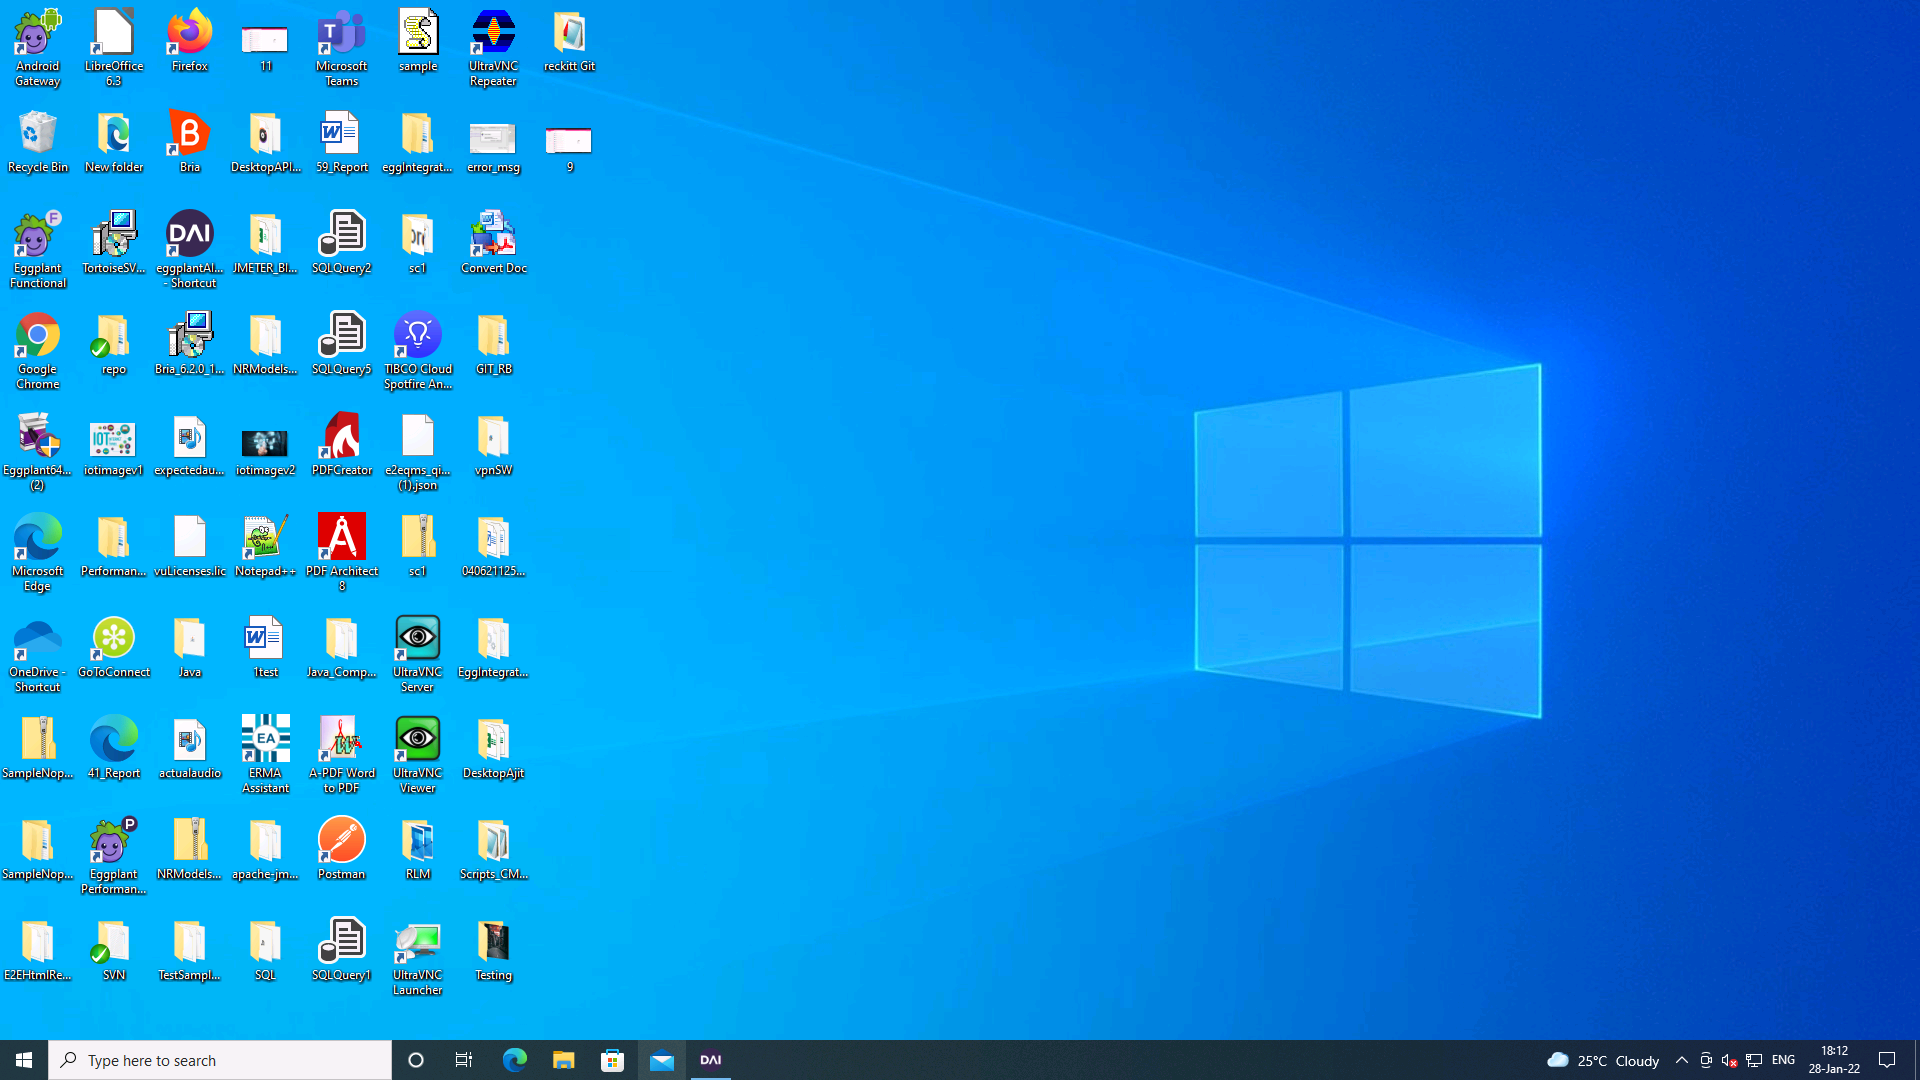 Android
Gateway
LibreOffice
6.3
Firefox
11
Microsoft
Teams
sample
UltraVNC
Repeater
reckitt Git
Recycle Bin
New folder
Bria
DesktopAPI...
59_Report
eggIntegrat...
error_msg
9
Eggplant
Functional
TortoiseSV...
eggplantAI...
- Shortcut
JMETER_BI...
SQLQuery2
sc1
Convert Doc
Google
Chrome
repo
Bria_6.2.0_1...
NRModels...
SQLQuery5
TIBCO Cloud
Spotfire An...
GIT_RB
Eggplant64...
(2)
iotimagev1
expectedau...
iotimagev2
PDFCreator
e2eqms_qi...
(1).json
vpnSW
Microsoft
Edge
Performan...
vuLicenses.lic
Notepad++
PDF Architect
8
sc1
040621125...
OneDrive -
Shortcut
GoToConnect
Java
1test
Java_Comp...
UltraVNC
Server
EggIntegrat...
SampleNop...
41_Report
actualaudio
ERMA
Assistant
A-PDF Word
to PDF
UltraVNC
Viewer
DesktopAjit
SampleNop...
Eggplant
Performan...
NRModels...
apache-jm...
Postman
RLM
Scripts_CM...
E2EHtmlRe...
SVN
TestSampl...
SQL
SQLQuery1
UltraVNC
Launcher
Testing
Type here to search
DAI
25°C Cloudy
ENG
18:12
28-Jan-22